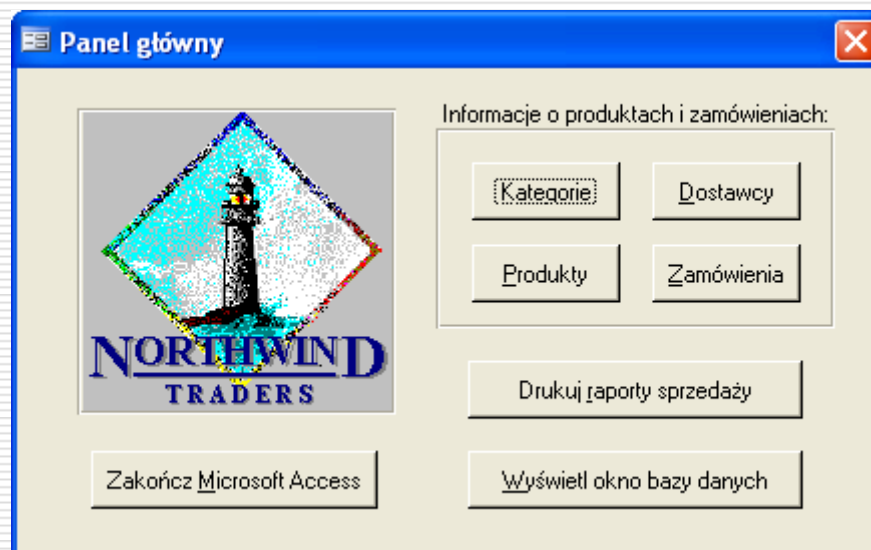 Panel główny
Informacje o produktach i zamówieniach:
Kategorie
Dostawcy
Produkty
Zamówienia
NORTHWIND
TRADERS
Drukuj raporty sprzedaży
Zakończ Microsoft Access
Wyświetl okno bazy danych